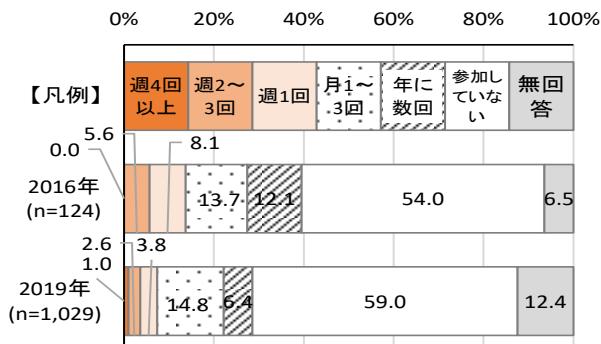 0% 20% 40% 60% 80% 100%
【凡例】
週4回
以上
週2～
3回
週1回
月1～
3回
年に
数回
参加し
ていな
い
無回
答
5.6
0.0
8.1
2016年
(n=124)
13.7 12.1 54.0 6.5
2.6
1.0
3.8
2019年
(n=1,029)
14.8 6.4 59.0 12.4